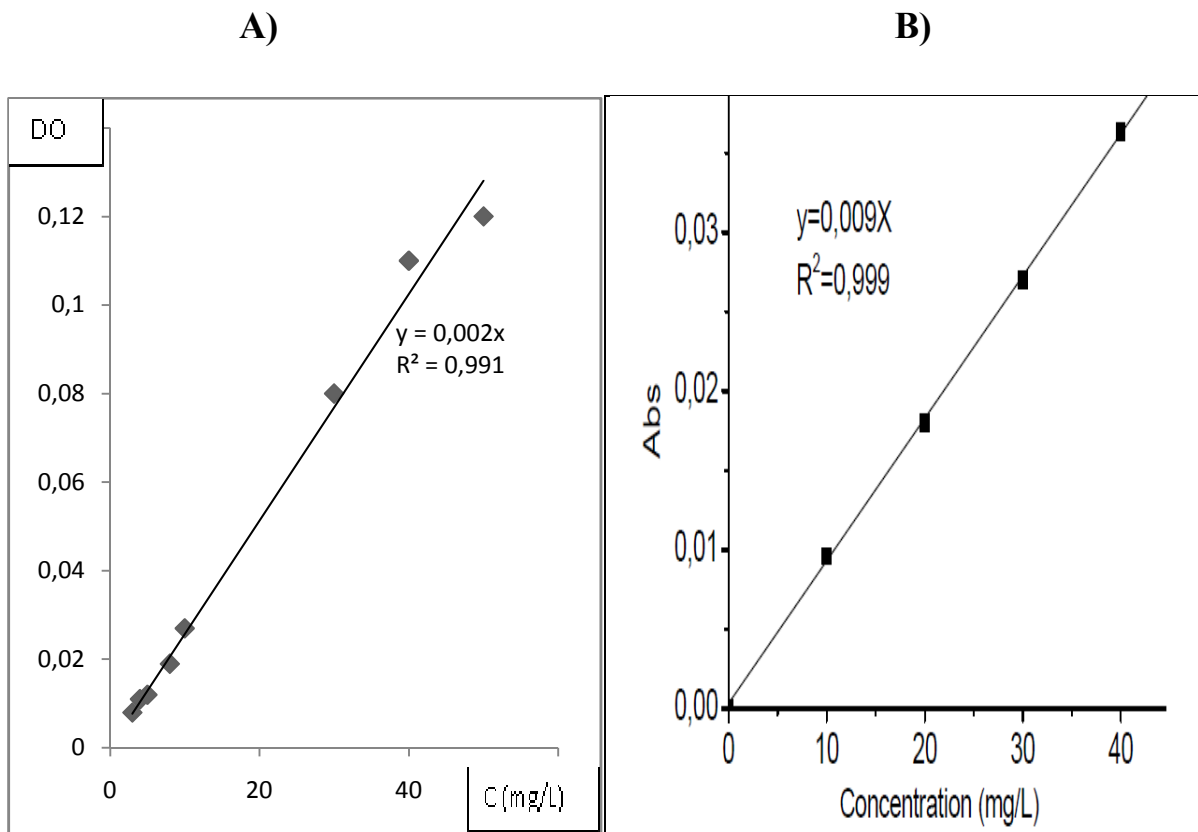 A)
B)
DO
0,12
0,1
0,08
0,06
0,04
0,02
0
y = 0,002x
R² = 0,991
0
20
40
C (mg/L)
0,03
0,02
0,01
0,00
Abs
y=0,009X
R²=0,999
0
10
20
30
40
Concentration (mg/L)